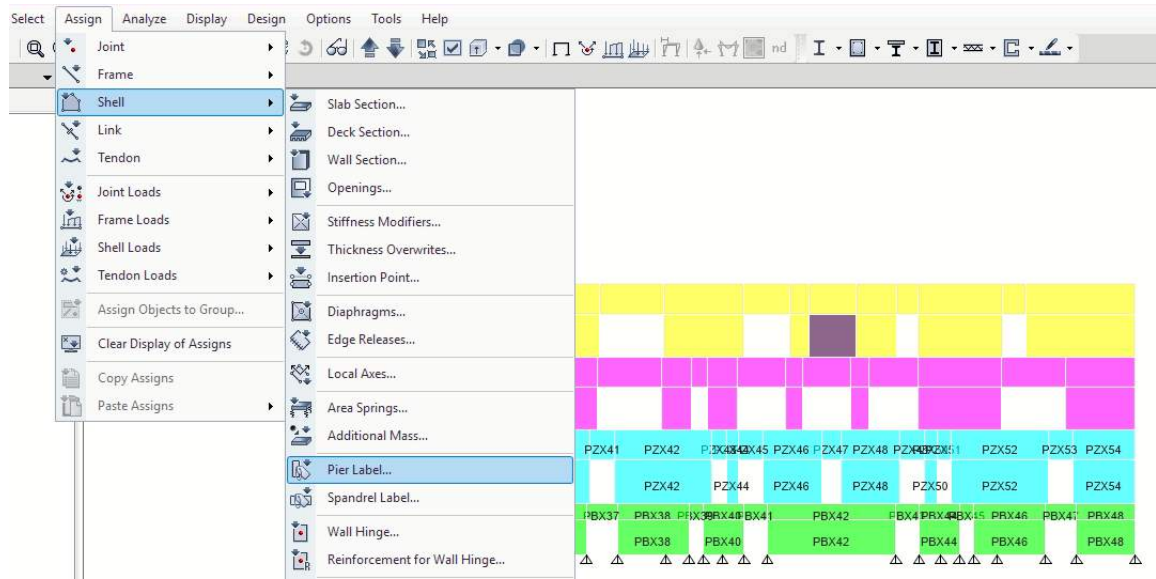 Select Assign Analyze Display Design Options Tools Help
nd
Joint
Frame
Shell
Link
Tendon
Joint Loads
Frame Loads
Shell Loads
Tendon Loads
Assign Objects to Group...
Clear Display of Assigns
Copy Assigns
Paste Assigns
Slab Section...
Deck Section...
Wall Section...
Openings...
Stiffness Modifiers...
Thickness Overwrites...
Insertion Point...
Diaphragms...
Edge Releases...
Local Axes...
Area Springs...
Additional Mass...
Pier Label...
Spandrel Label...
Wall Hinge...
Reinforcement for Wall Hinge...
PZX41 PZX42 PZX46 PZX47 PZX48 PZX52 PZX53 PZX54
PZX42 PZX44 PZX46 PZX48 PZX50 PZX52 PZX54
PBX37 PBX38 PBX42 PBX46 PBX48
PBX38 PBX40 PBX42 PBX44 PBX46 PBX48